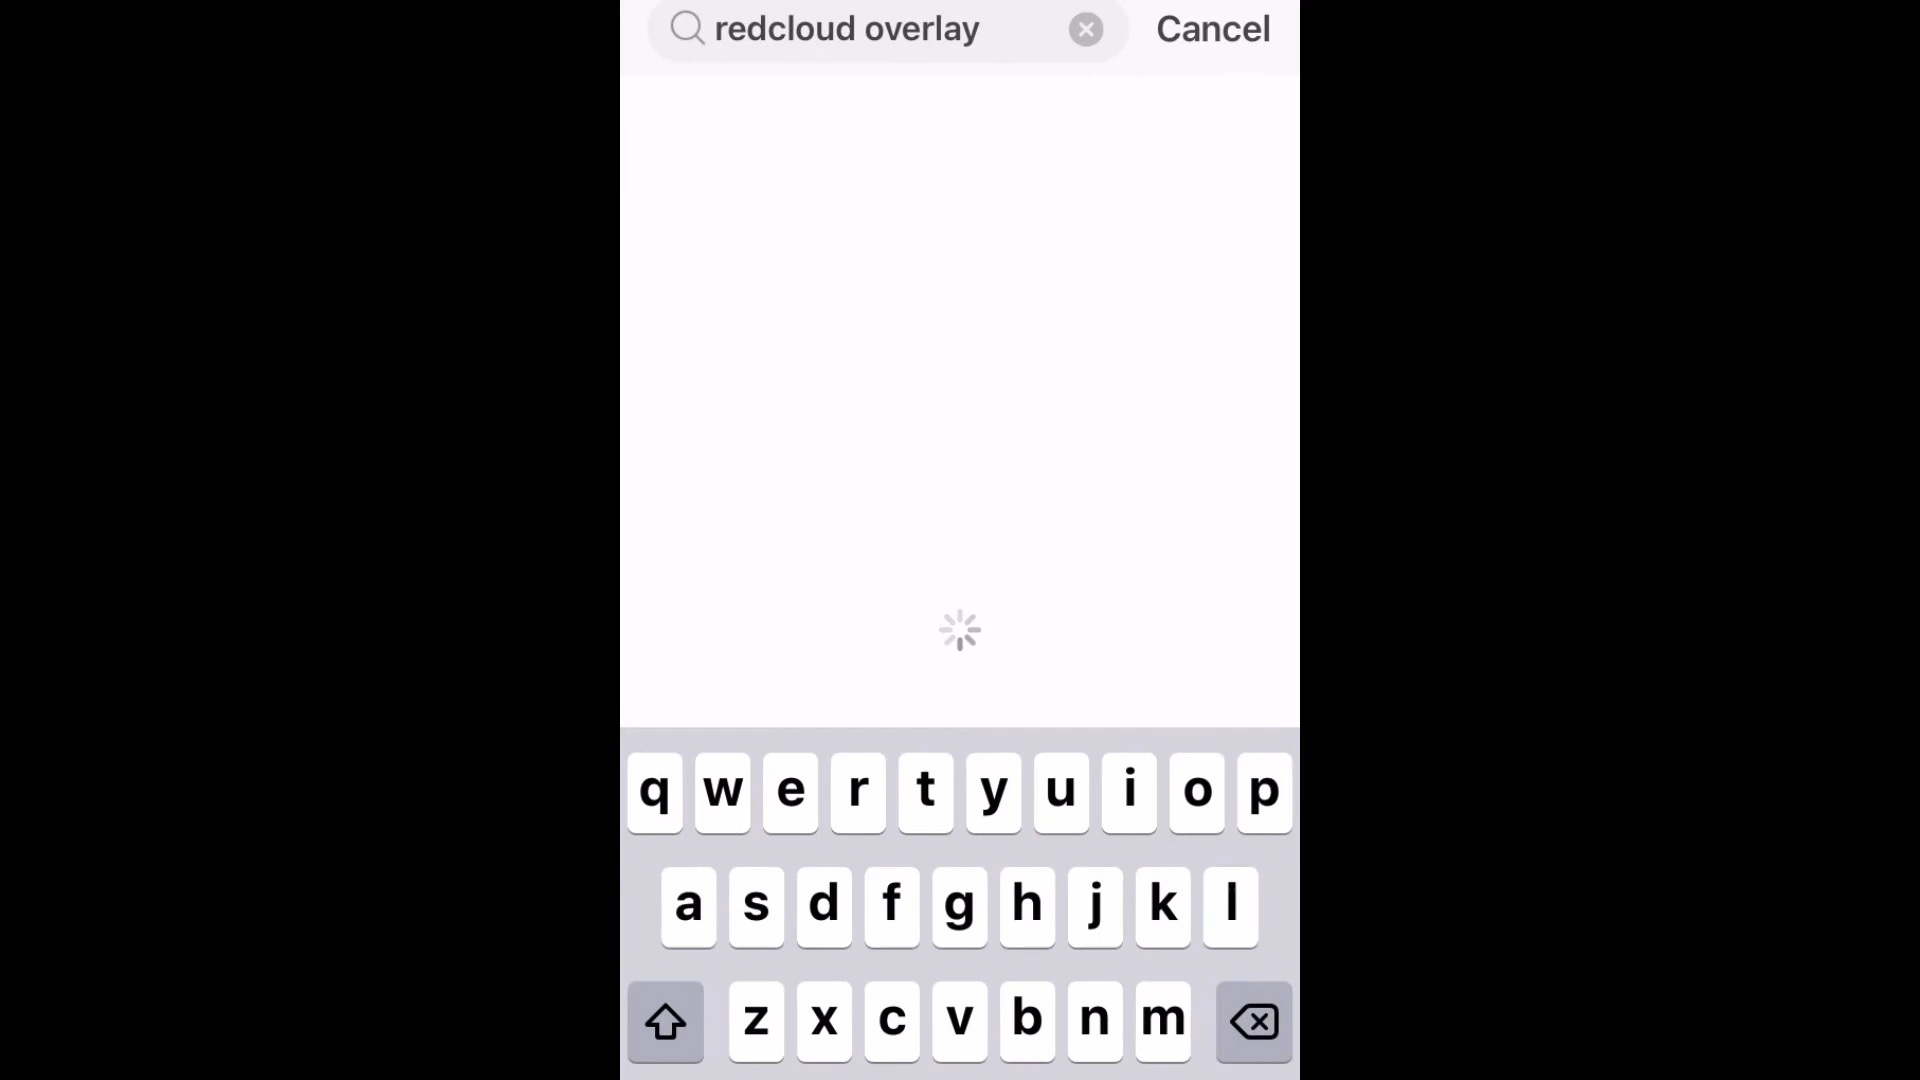 redcloud overlay Cancel
q w e r t y u i o p
a s d f g h j k l
z x c v b n m